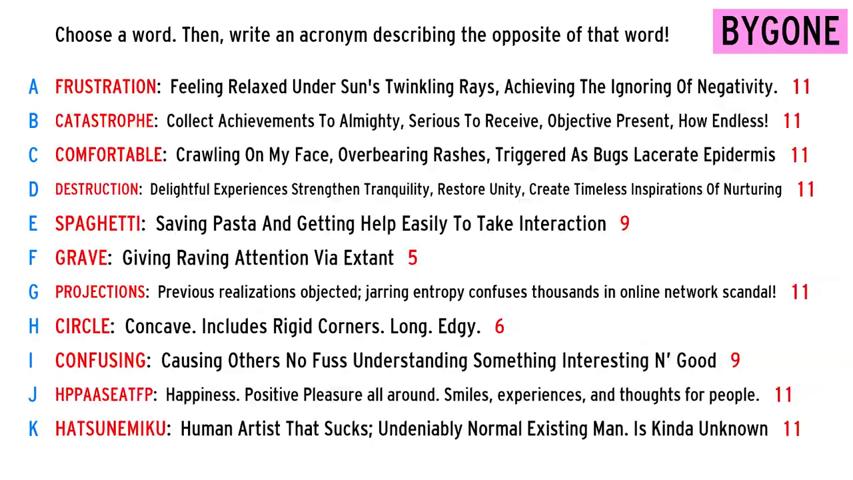 Choose a word. Then, write an acronym describing the opposite of that word!
BYGONE
A FRUSTRATION: Feeling Relaxed Under Sun's Twinkling Rays, Achieving The Ignoring Of Negativity. 11
B CATASTROPHE: Collect Achievements To Almighty, Serious To Receive, Objective Present, How Endless! 11
C COMFORTABLE: Crawling On My Face, Overbearing Rashes, Triggered As Bugs Lacerate Epidermis 11
D DESTRUCTION: Delightful Experiences Strengthen Tranquility, Restore Unity, Create Timeless Inspirations Of Nurturing 11
E SPAGHETTI: Saving Pasta And Getting Help Easily To Take Interaction 9
F GRAVE: Giving Raving Attention Via Extant 5
G PROJECTIONS: Previous realizations objected; jarring entropy confuses thousands in online network scandal! 11
H CIRCLE: Concave. Includes Rigid Corners. Long. Edgy. 6
I CONFUSING: Causing Others No Fuss Understanding Something Interesting N' Good 9
J HPPAASEATFP: Happiness. Positive Pleasure all around. Smiles, experiences, and thoughts for people. 11
K HATSUNEMIKU: Human Artist That Sucks; Undeniably Normal Existing Man. Is Kinda Unknown 11